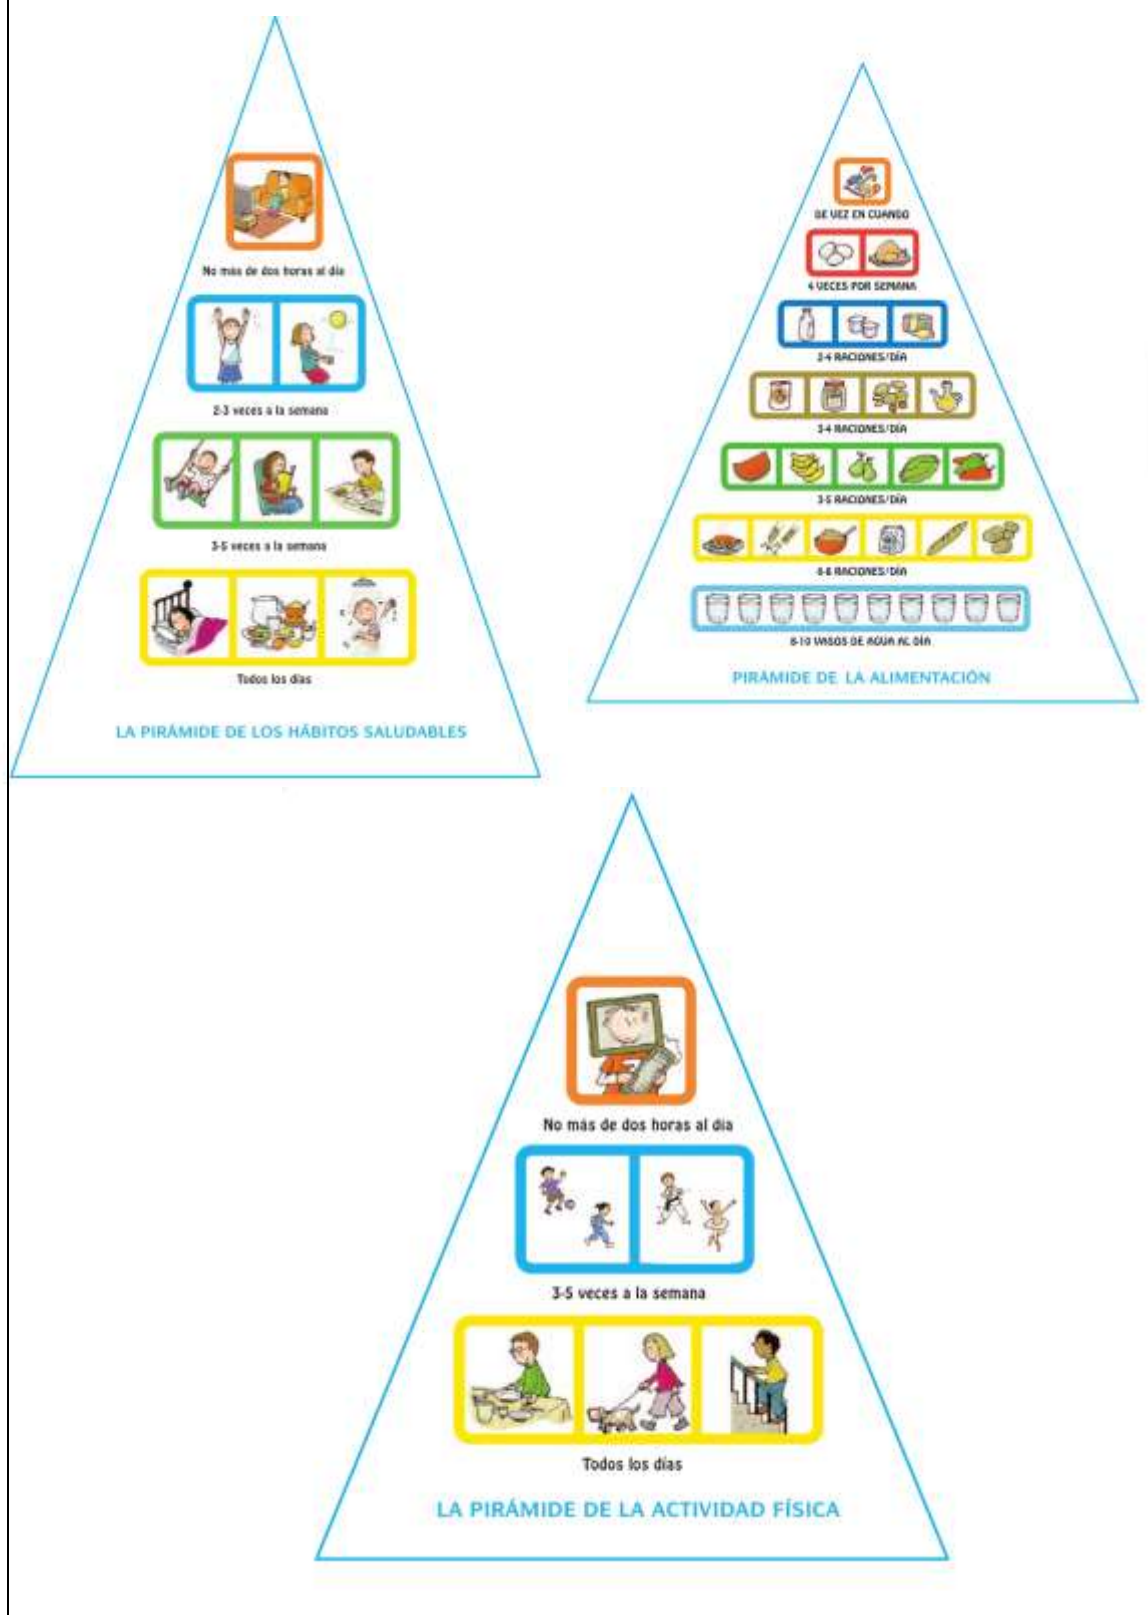 No más de dos horas al día
2-3 veces a la semana
3-5 veces a la semana
Todos los días
LA PIRÁMIDE DE LOS HÁBITOS SALUDABLES
DE VEZ EN CUANDO
4 VECES POR SEMANA
2-4 RACIONES/DÍA
3-4 RACIONES/DÍA
3-5 RACIONES/DÍA
6-8 RACIONES/DÍA
8-10 VASOS DE AGUA AL DÍA
PIRÁMIDE DE LA ALIMENTACIÓN
No más de dos horas al día
3-5 veces a la semana
Todos los días
LA PIRÁMIDE DE LA ACTIVIDAD FÍSICA